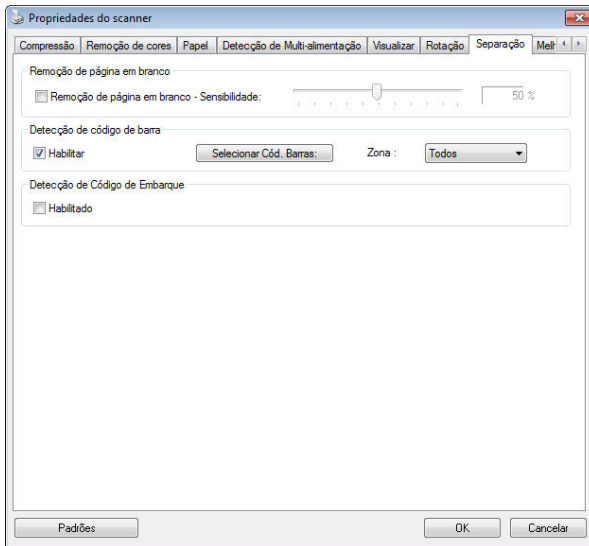 Propriedades do scanner
Compressão Remoção de cores Papel Detecção de Multi-alimentação Visualizar Rotação Separação Melh
Remoção de página em branco
Remoção de página em branco - Sensibilidade: 50 %
Detecção de código de barra
Habilitar Selecionar Cód. Barras: Zona : Todos
Detecção de Código de Embarque
Habilitado
Padrões OK Cancelar